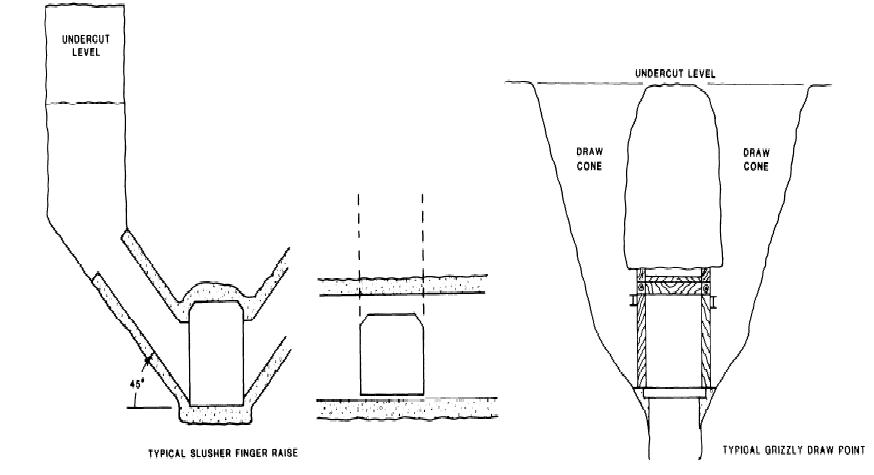 UNDERCUT
LEVEL
45°
TYPICAL SLUSHER FINGER RAISE
UNDERCUT LEVEL
DRAW
CONE
DRAW
CONE
TYPICAL GRIZZLY DRAW POINT